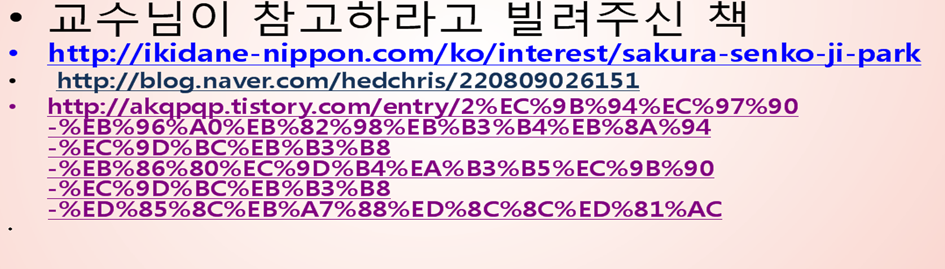 • 교수님이 참고하라고 빌려주신 책
• http://ikidane-nippon.com/ko/interest/sakura-senko-ji-park
• http://blog.naver.com/hedchris/220809026151
• http://akqpqp.tistory.com/entry/2%EC%9B%94%EC%97%90
-%EB%96%A0%EB%82%98%EB%B3%B4%EB%8A%94
-%EC%9D%BC%EB%B3%B8
-%EB%86%80%EC%9D%B4%EA%B3%B5%EC%9B%90
-%EC%9D%BC%EB%B3%B8
-%ED%85%8C%EB%A7%88%ED%8C%8C%ED%81%AC
•